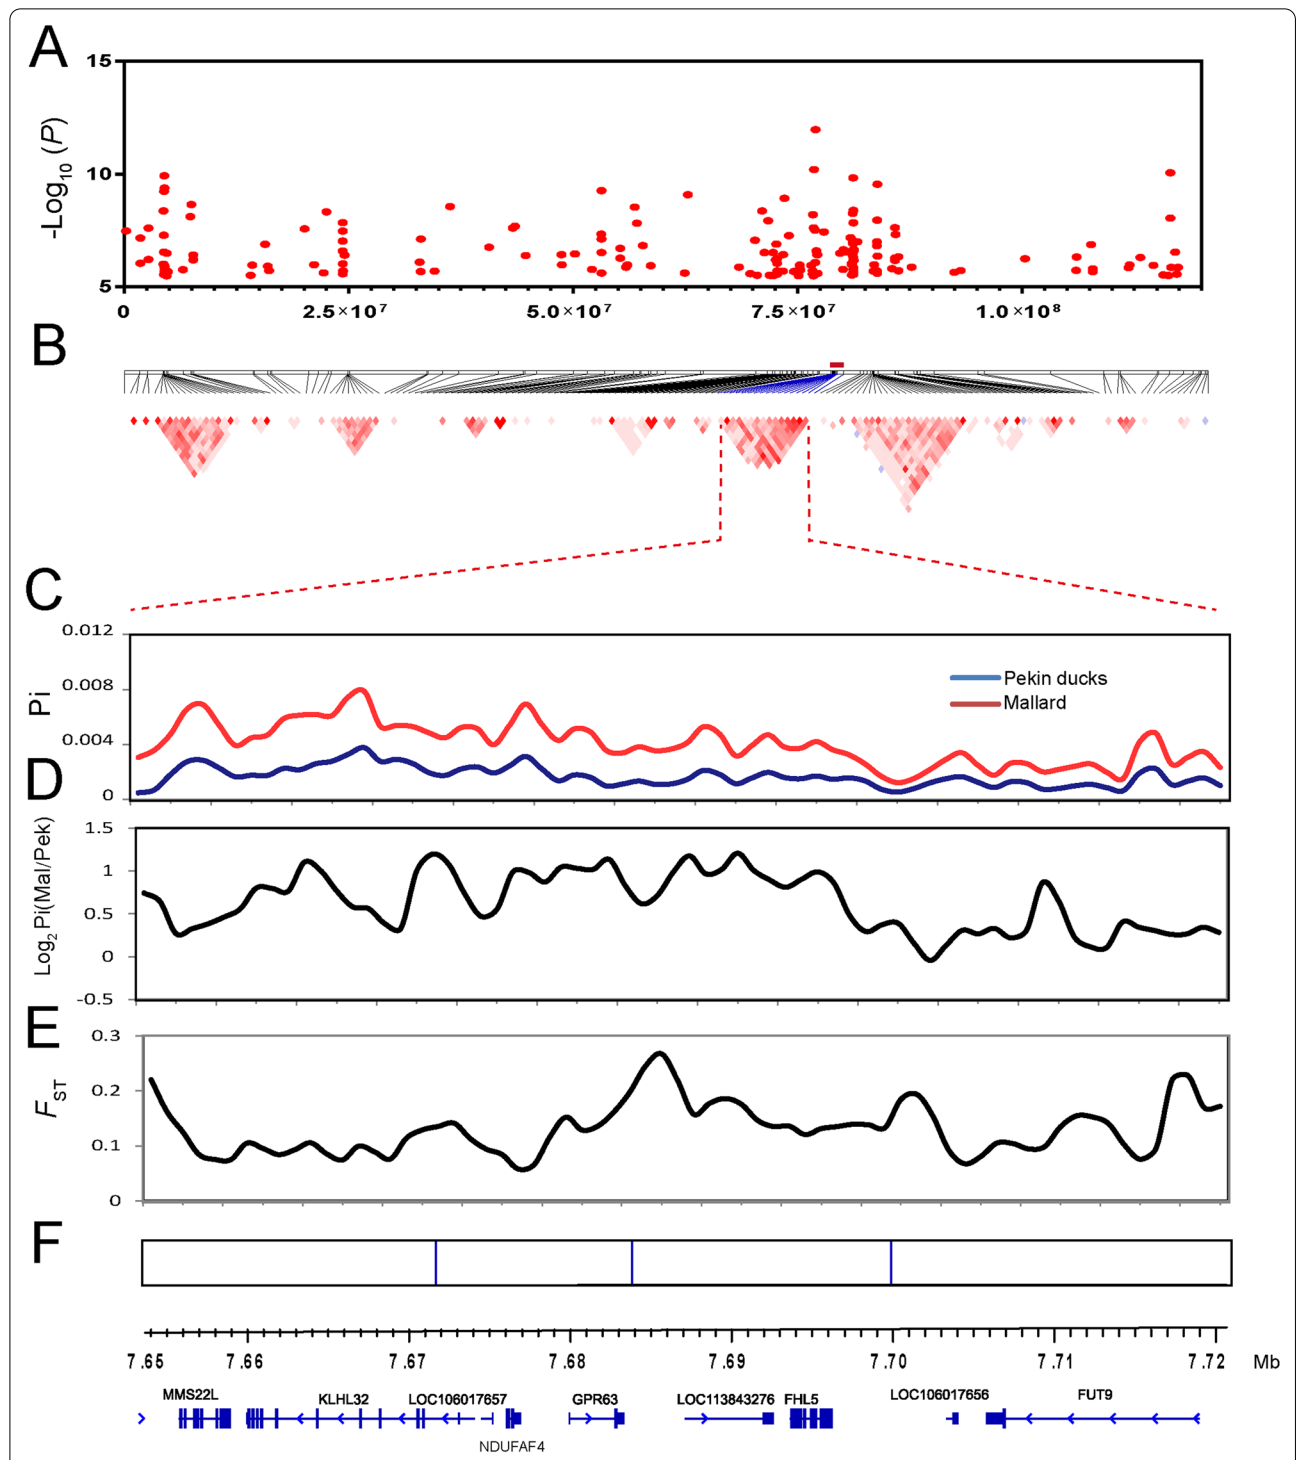 A
15
10
5
-Log10 (P)
0 2.5×10⁷ 5.0×10⁷ 7.5×10⁷ 1.0×10⁸
B
C
0.012
0.008
0.004
0
Pi
Pekin ducks
Mallard
D
1.5
1
0.5
0
-0.5
Log2 Pi(Mal/Pek)
E
0.3
0.2
0.1
0
FST
F
7.65 7.66 7.67 7.68 7.69 7.70 7.71 7.72 Mb
MMS22L KLHL32 LOC106017657 GPR63 LOC113843276 FHL5 LOC106017656 FUT9
NDUFAF4